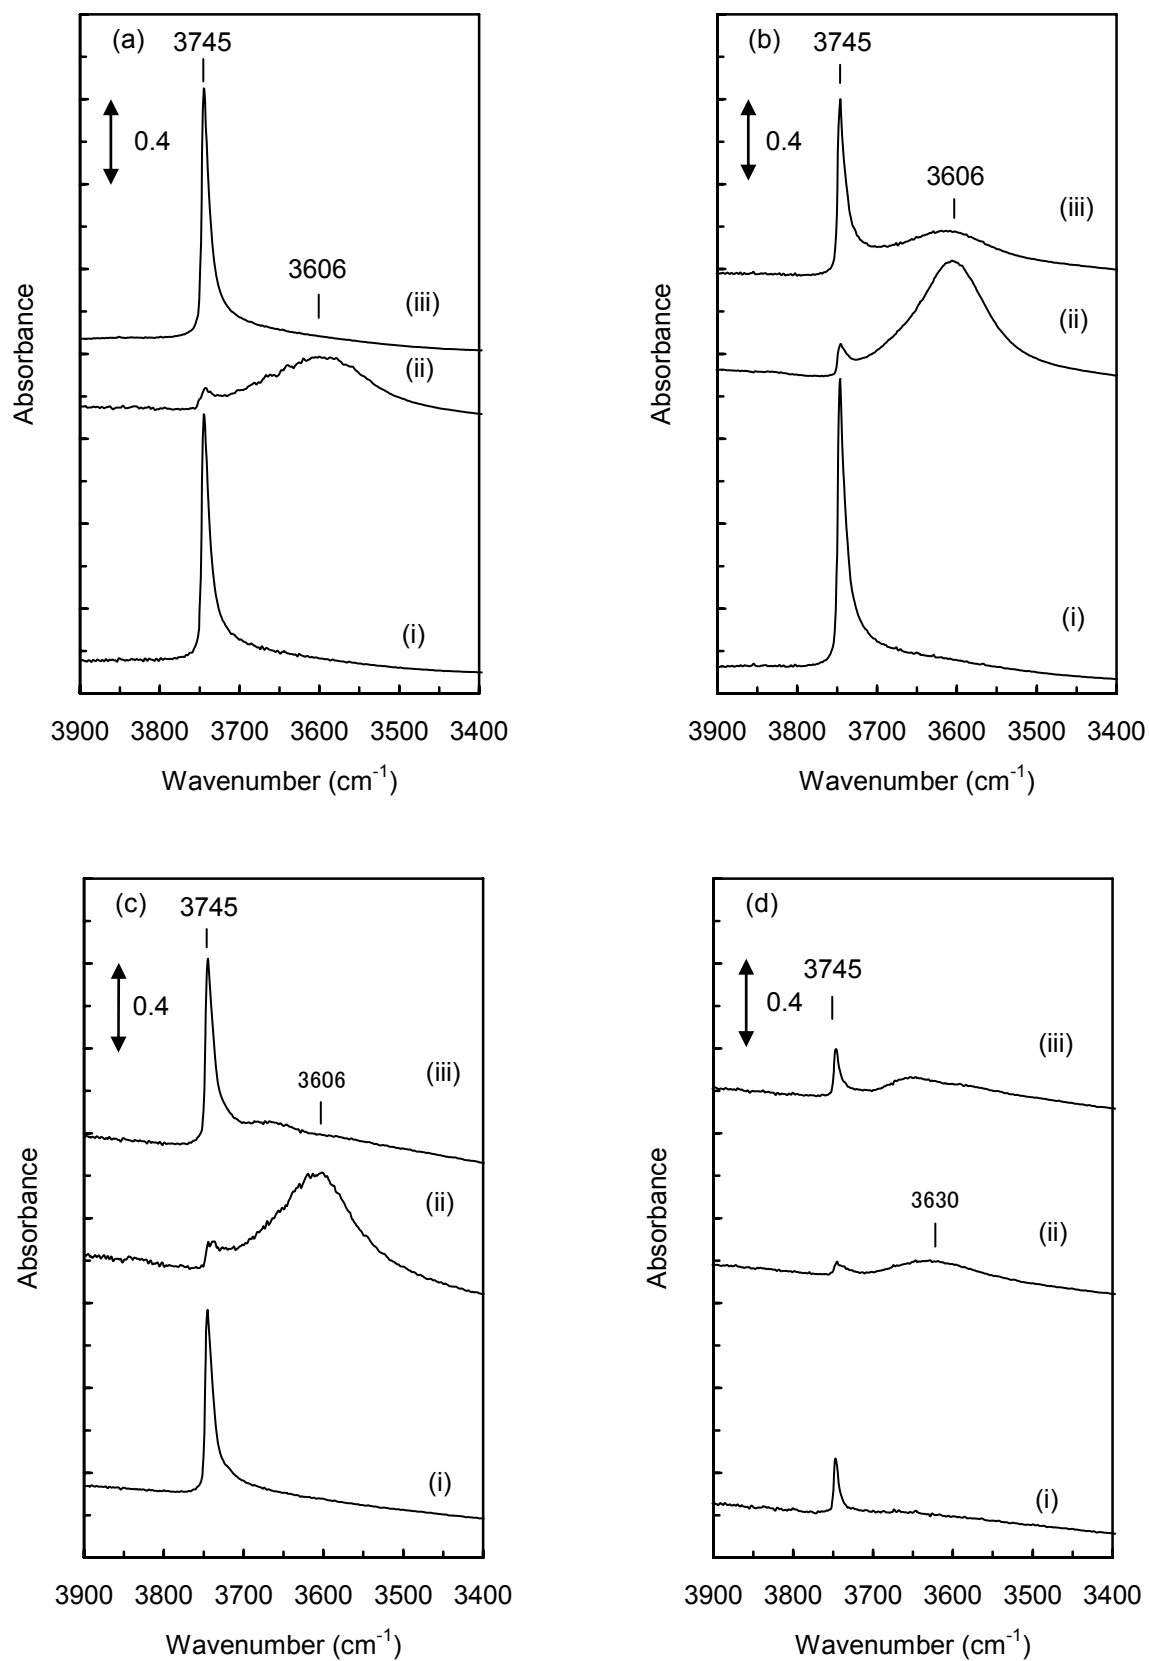 (a) 3745
0.4
3606
(iii)
(ii)
(i)
Absorbance
3900 3800 3700 3600 3500 3400
Wavenumber (cm-1)
(b) 3745
0.4
3606
(iii)
(ii)
(i)
Absorbance
3900 3800 3700 3600 3500 3400
Wavenumber (cm-1)
(c) 3745
0.4
3606
(iii)
(ii)
(i)
Absorbance
3900 3800 3700 3600 3500 3400
Wavenumber (cm-1)
(d)
3745
0.4
(iii)
3630
(ii)
(i)
Absorbance
3900 3800 3700 3600 3500 3400
Wavenumber (cm-1)